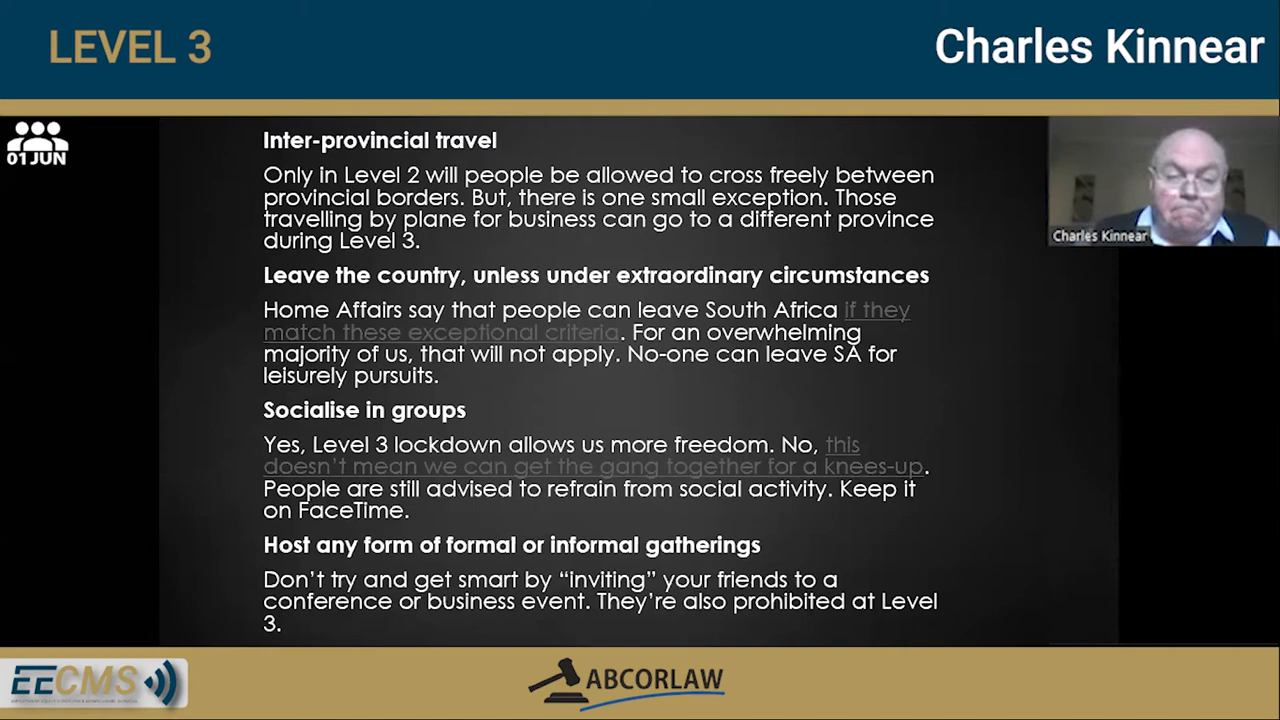 LEVEL 3
Charles Kinnear
01 JUN
Inter-provincial travel
Only in Level 2 will people be allowed to cross freely between
provincial borders. But, there is one small exception. Those
travelling by plane for business can go to a different province
during Level 3.
Leave the country, unless under extraordinary circumstances
Home Affairs say that people can leave South Africa if they
match these exceptional criteria. For an overwhelming
majority of us, that will not apply. No-one can leave SA for
leisurely pursuits.
Socialise in groups
Yes, Level 3 lockdown allows us more freedom. No, this
doesn't mean we can get the gang together for a knees-up.
People are still advised to refrain from social activity. Keep it
on FaceTime.
Host any form of formal or informal gatherings
Don't try and get smart by “inviting” your friends to a
conference or business event. They're also prohibited at Level
3.
Charles Kinnear
EECMS
ABCORLAW